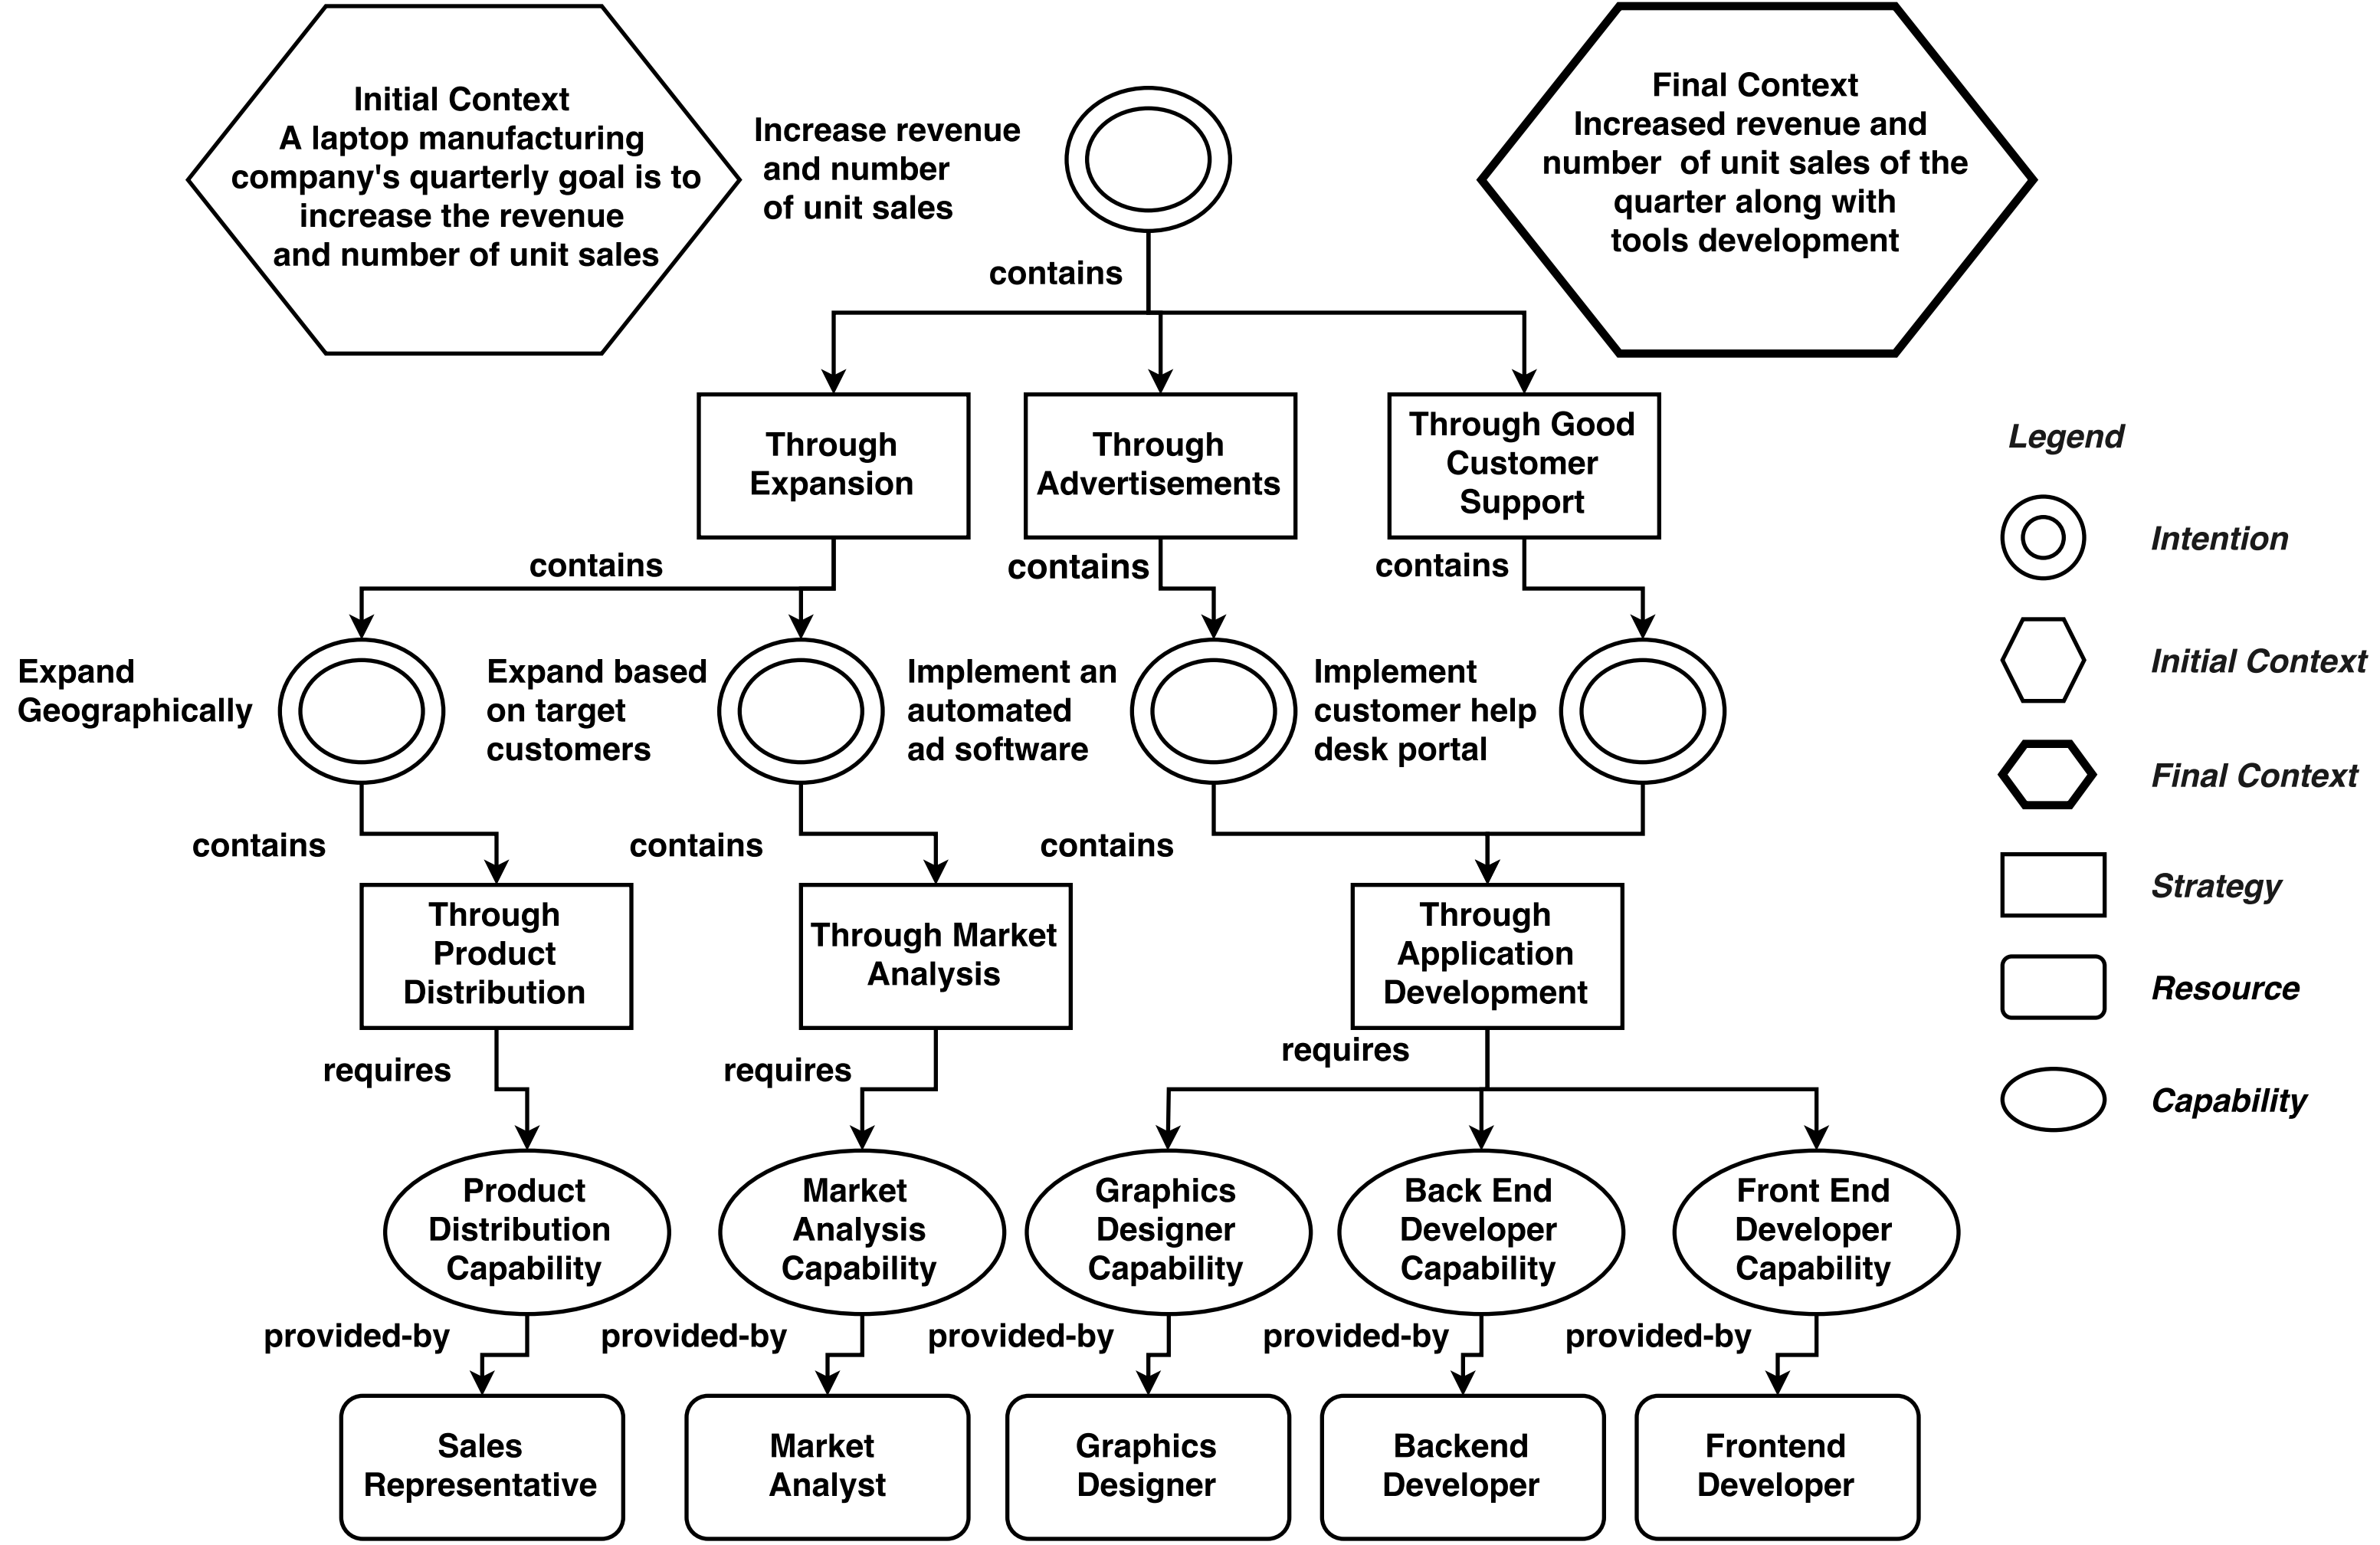 Initial Context
A laptop manufacturing
company's quarterly goal is to
increase the revenue
and number of unit sales
Increase revenue
and number
of unit sales
Final Context
Increased revenue and
number of unit sales of the
quarter along with
tools development
contains
Through
Expansion
Through
Advertisements
Through Good
Customer
Support
contains
contains
contains
Expand
Geographically
Expand based
on target
customers
Implement an
automated
ad software
Implement
customer help
desk portal
contains
contains
contains
Through
Product
Distribution
Through Market
Analysis
Through
Application
Development
requires
requires
requires
Product
Distribution
Capability
Market
Analysis
Capability
Graphics
Designer
Capability
Back End
Developer
Capability
Front End
Developer
Capability
provided-by
provided-by
provided-by
provided-by
provided-by
Sales
Representative
Market
Analyst
Graphics
Designer
Backend
Developer
Frontend
Developer
Legend
Intention
Initial Context
Final Context
Strategy
Resource
Capability